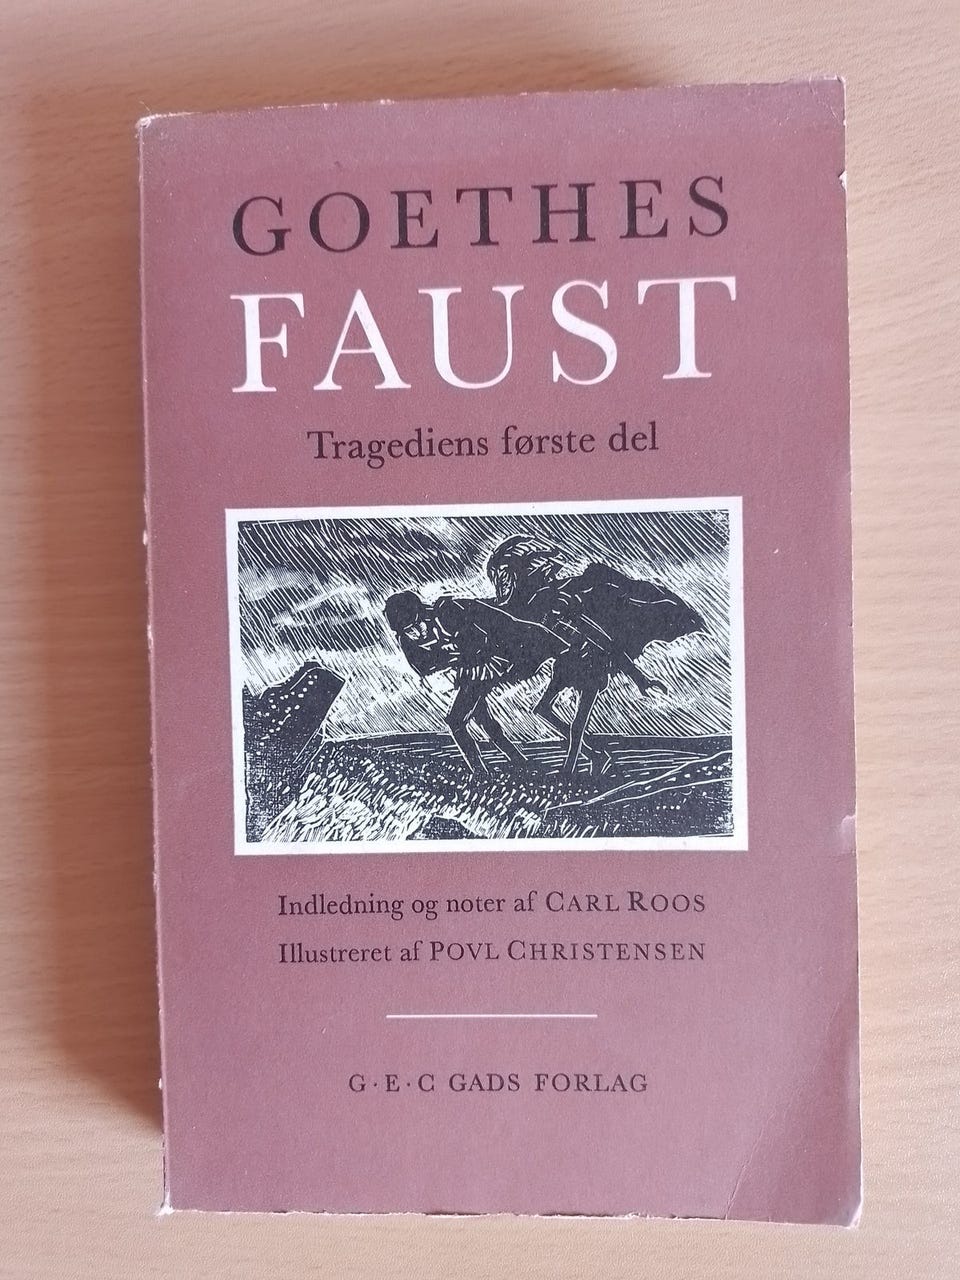 GOETHES
FAUST
Tragediens første del
Indledning og noter af CARL ROOS
Illustreret af POVL CHRISTENSEN
G·E·C GADS FORLAG